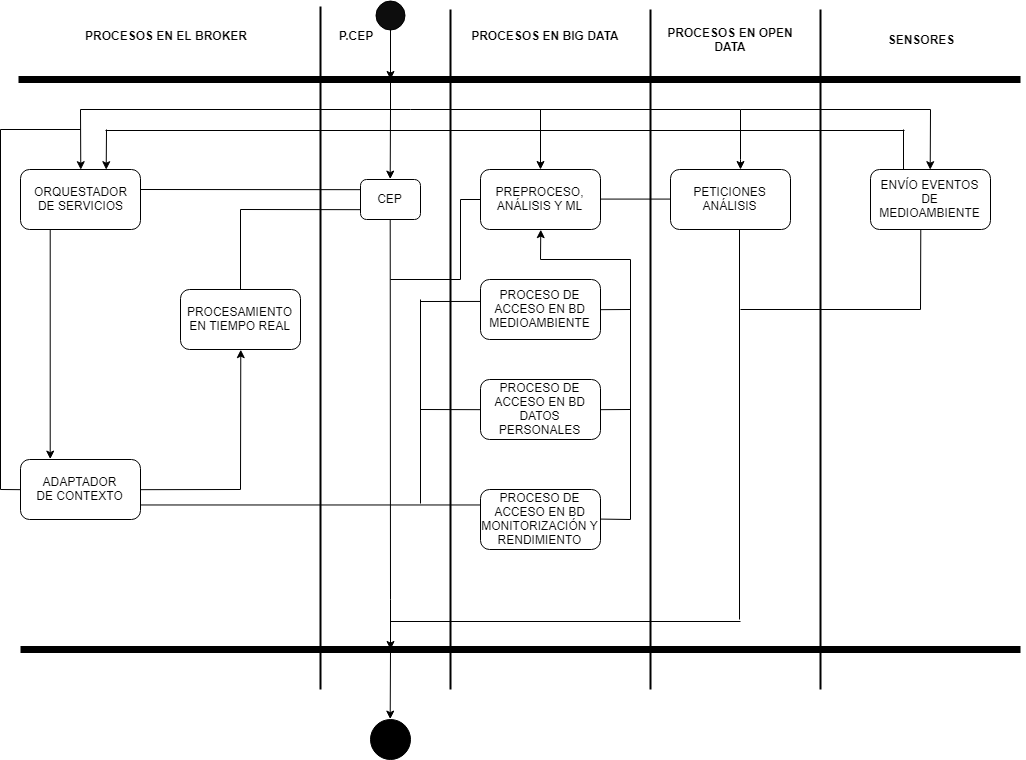 PROCESOS EN EL BROKER
P.CEP
PROCESOS EN BIG DATA
PROCESOS EN OPEN
DATA
SENSORES
ORQUESTADOR
DE SERVICIOS
CEP
PREPROCESO,
ANÁLISIS Y ML
PETICIONES
ANÁLISIS
ENVÍO EVENTOS
DE
MEDIOAMBIENTE
PROCESAMIENTO
EN TIEMPO REAL
PROCESO DE
ACCESO EN BD
MEDIOAMBIENTE
PROCESO DE
ACCESO EN BD
DATOS
PERSONALES
ADAPTADOR
DE CONTEXTO
PROCESO DE
ACCESO EN BD
MONITORIZACIÓN Y
RENDIMIENTO